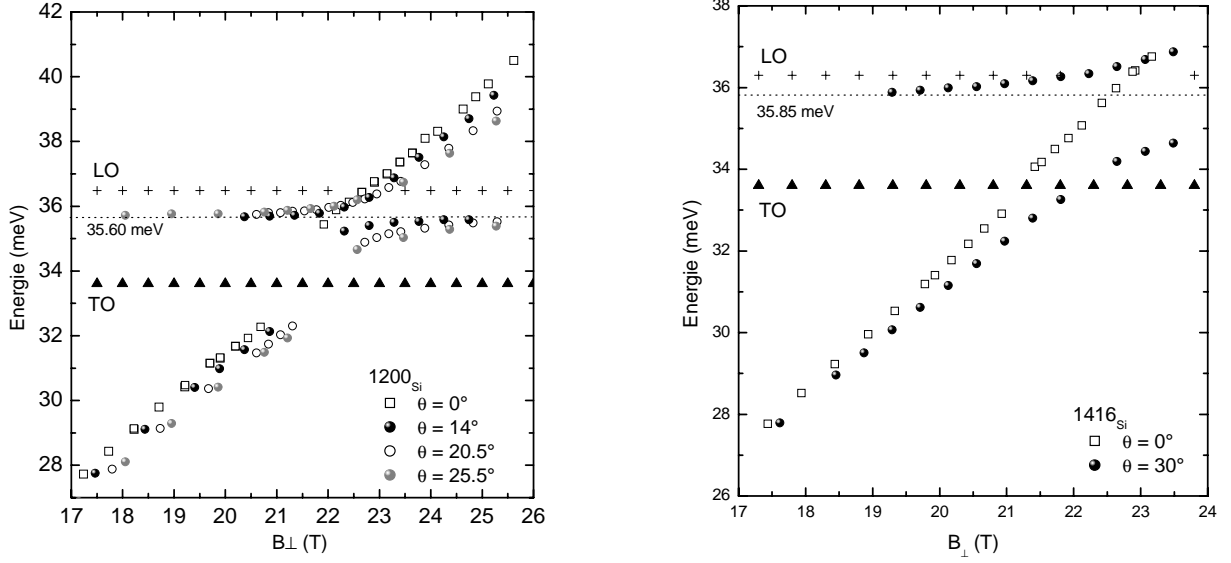 42
40
38
36
34
32
30
28
Energie (meV)
LO
35.60 meV
TO
1200Si
θ = 0°
θ = 14°
θ = 20.5°
θ = 25.5°
17 18 19 20 21 22 23 24 25 26
B⊥ (T)
38
36
34
32
30
28
26
Energie (meV)
LO
35.85 meV
TO
1416Si
θ = 0°
θ = 30°
17 18 19 20 21 22 23 24
B⊥ (T)